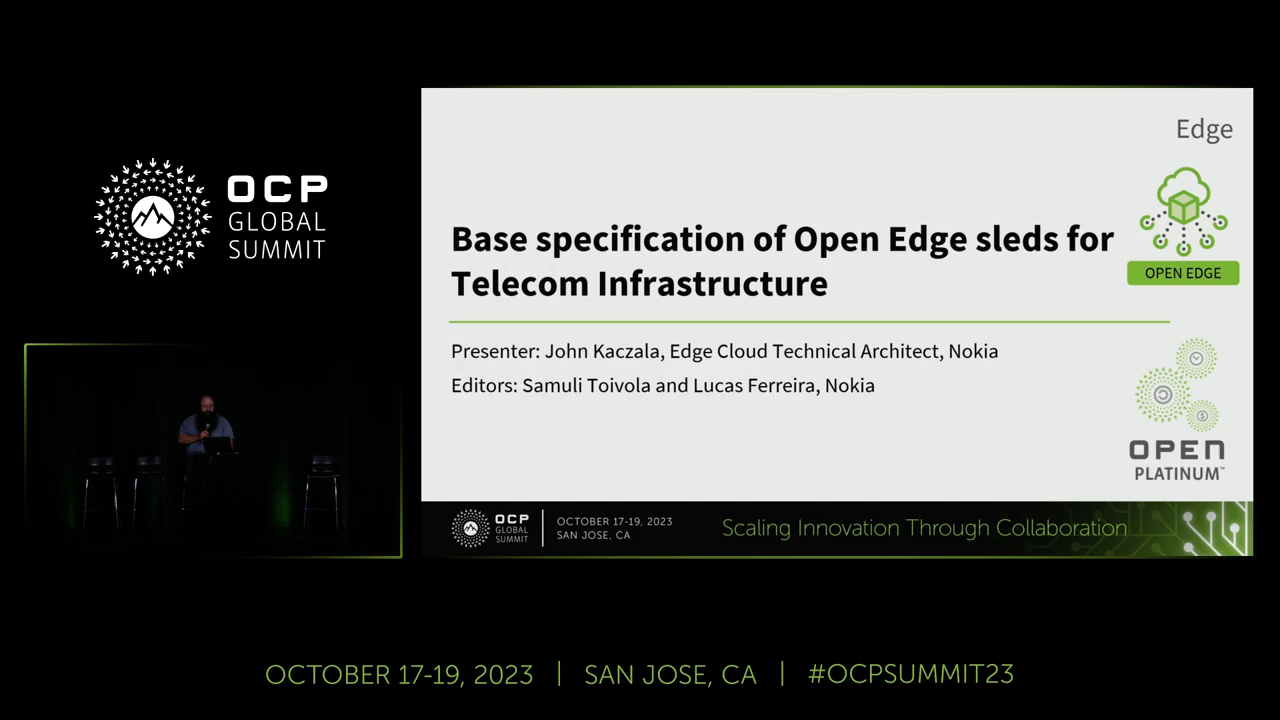 OCP
GLOBAL
SUMMIT
Edge
Base specification of Open Edge sleds for
Telecom Infrastructure
OPEN EDGE
Presenter: John Kaczala, Edge Cloud Technical Architect, Nokia
Editors: Samuli Toivola and Lucas Ferreira, Nokia
OPEN
PLATINUM™
OCP
GLOBAL
SUMMIT
OCTOBER 17-19, 2023
SAN JOSE, CA
Scaling Innovation Through Collaboration
OCTOBER 17-19, 2023 | SAN JOSE, CA | #OCPSUMMIT23